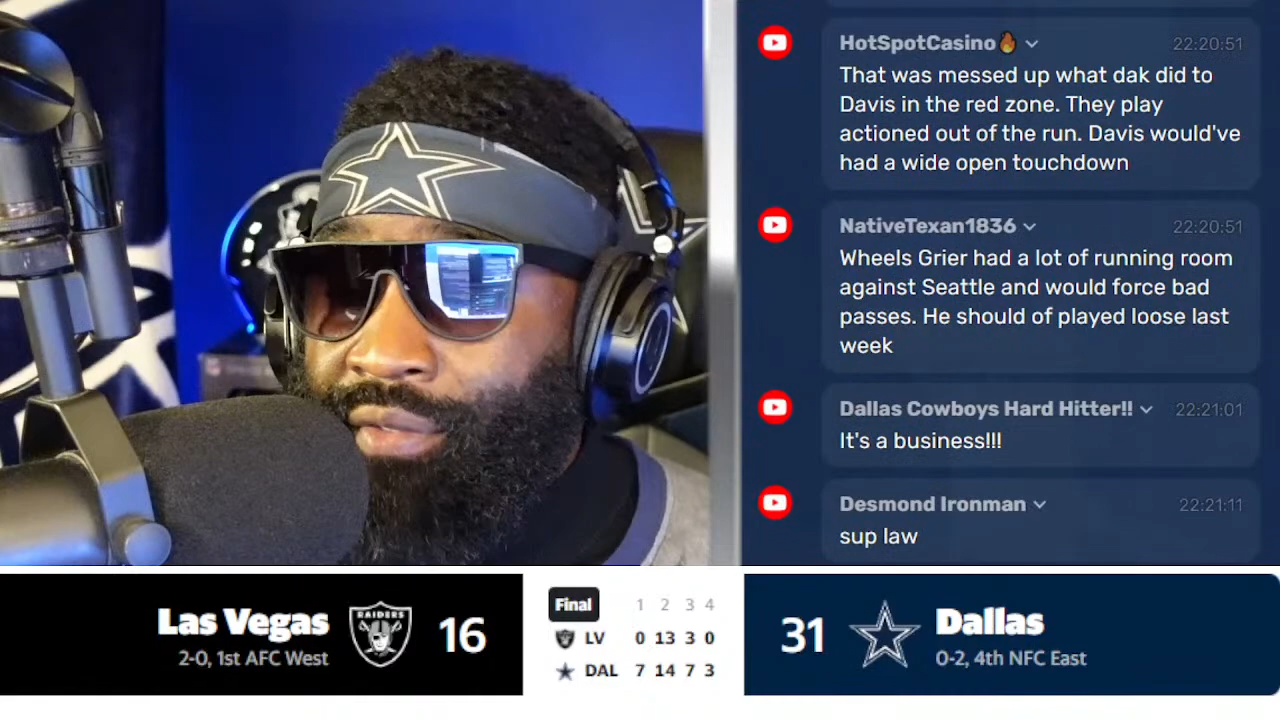 HotSpotCasino🔥 22:20:51
That was messed up what dak did to
Davis in the red zone. They play
actioned out of the run. Davis would've
had a wide open touchdown
NativeTexan1836 22:20:51
Wheels Grier had a lot of running room
against Seattle and would force bad
passes. He should of played loose last
week
Dallas Cowboys Hard Hitter!! 22:21:01
It's a business!!!
Desmond Ironman 22:21:11
sup law
Las Vegas
2-0, 1st AFC West
RAIDERS
16
Final 1 2 3 4
LV 0 13 3 0
DAL 7 14 7 3
31
Dallas
0-2, 4th NFC East